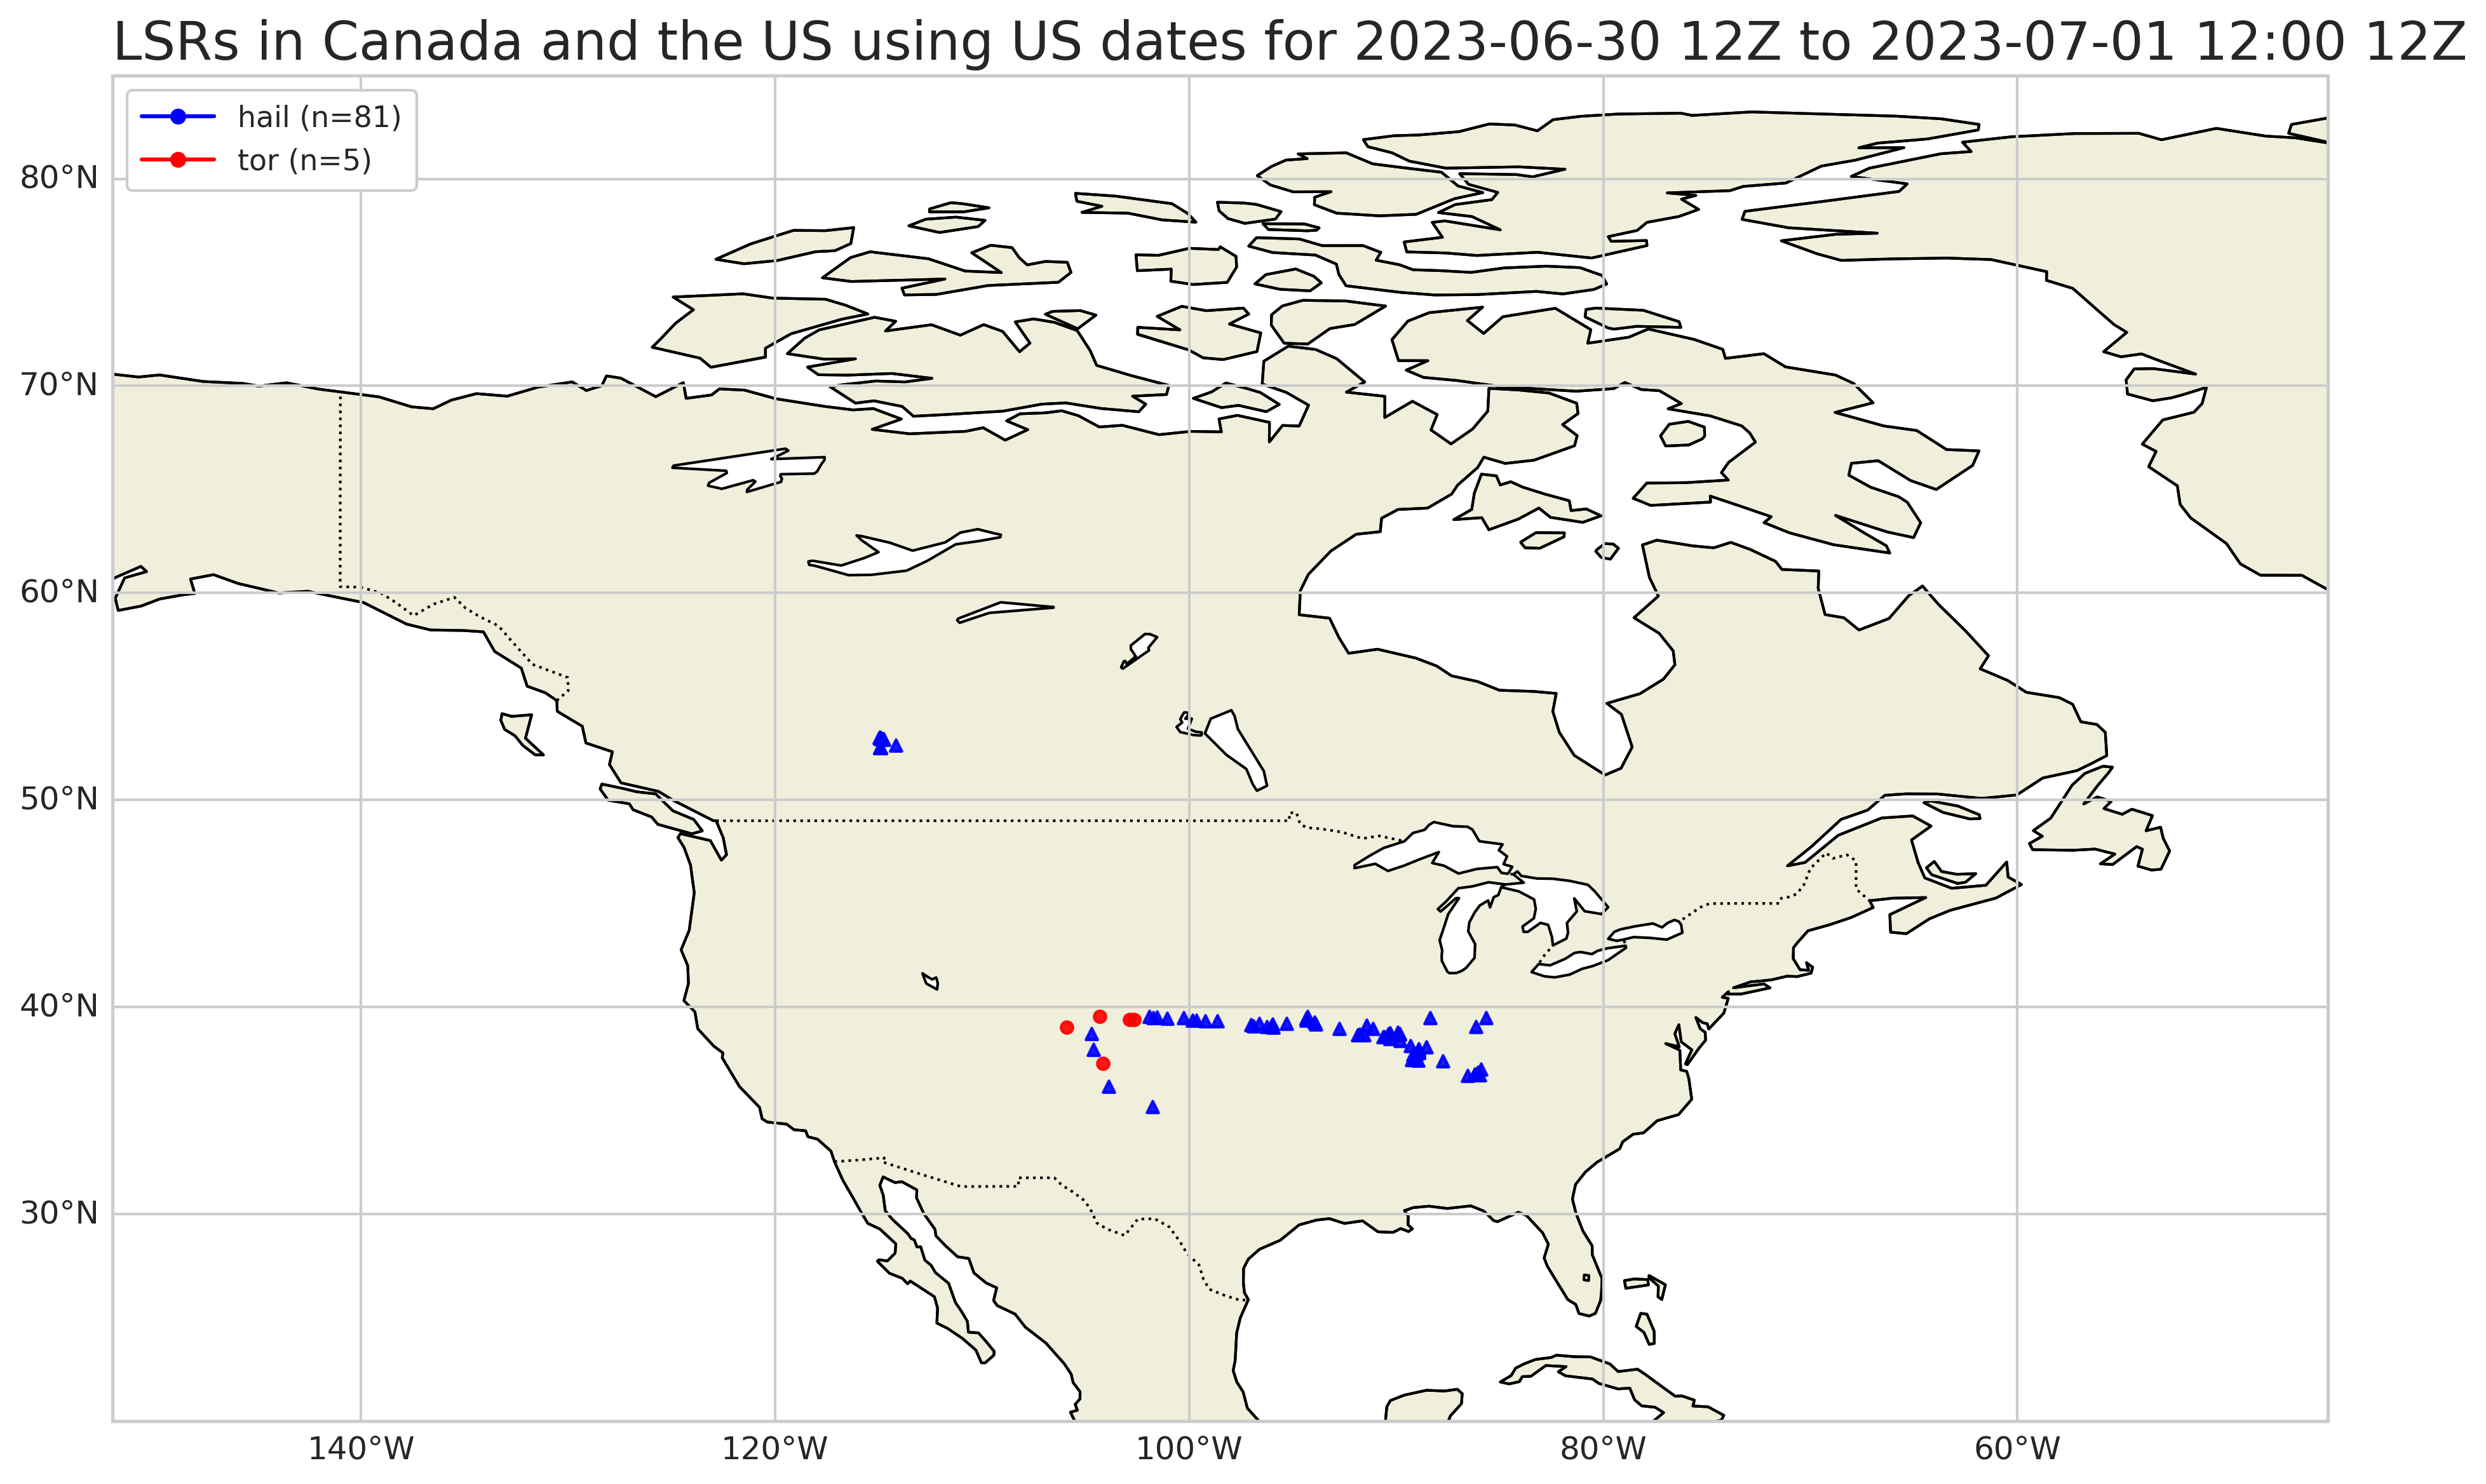 LSRs in Canada and the US using US dates for 2023-06-30 12Z to 2023-07-01 12:00 12Z
hail (n=81)
tor (n=5)
80°N
70°N
60°N
50°N
40°N
30°N
140°W
120°W
100°W
80°W
60°W